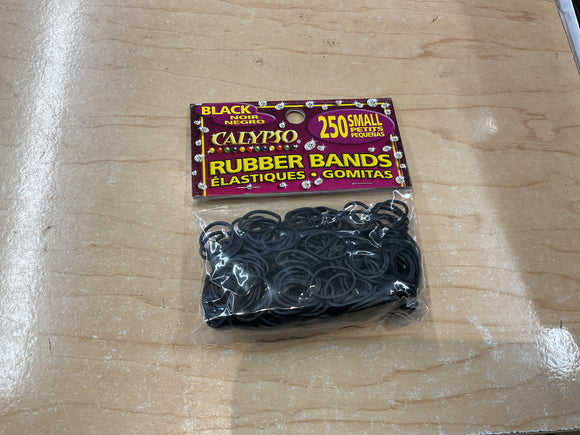 BLACK
NOIR
NEGRO
CALYPSO
250 SMALL
PETITS
PEQUEÑAS
RUBBER BANDS
ÉLASTIQUES • GOMITAS